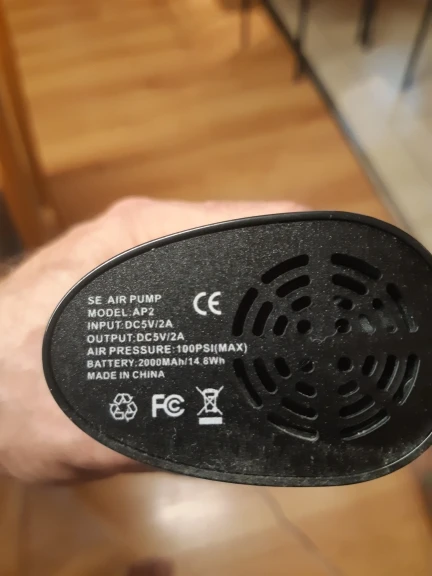 SE AIR PUMP
MODEL:AP2
INPUT:DC5V/2A
OUTPUT:DC5V/2A
AIR PRESSURE:100PSI(MAX)
BATTERY:2000MAh/14.8Wh
MADE IN CHINA
CE
FC